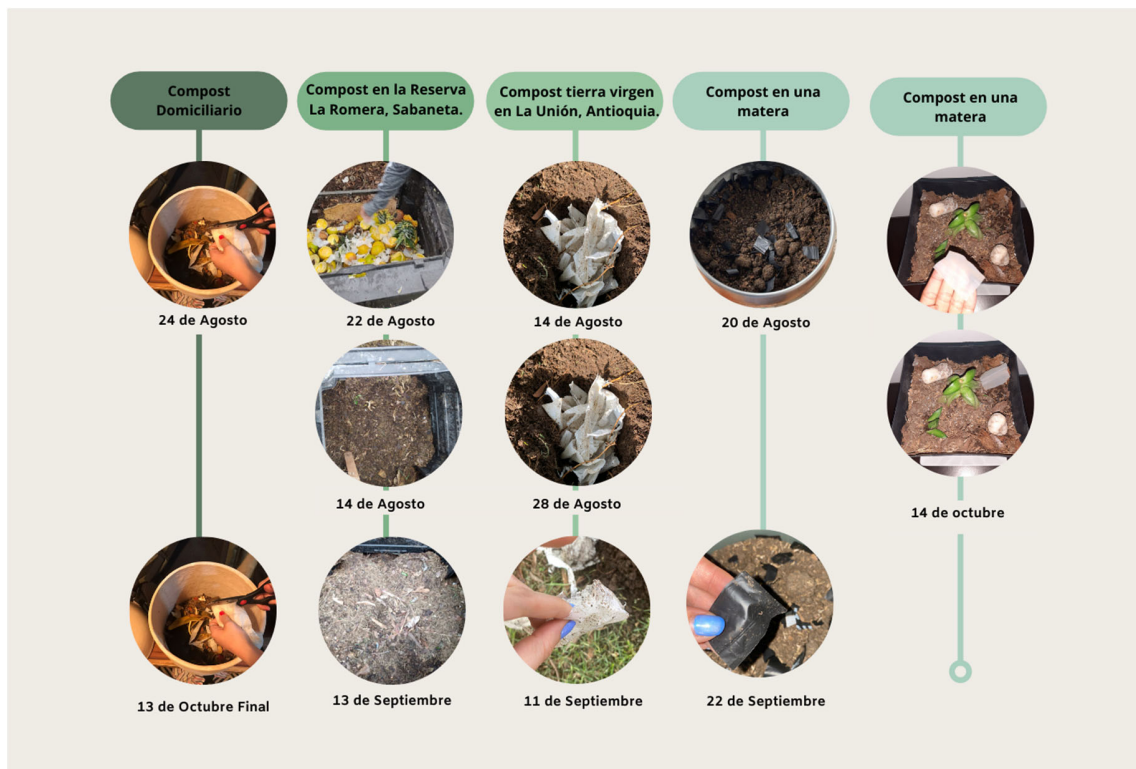 Compost
Domiciliario
Compost en la Reserva
La Romera, Sabaneta.
Compost tierra virgen
en La Unión, Antioquia.
Compost en una
matera
Compost en una
matera
24 de Agosto
22 de Agosto
14 de Agosto
20 de Agosto
14 de Agosto
28 de Agosto
14 de octubre
13 de Octubre Final
13 de Septiembre
11 de Septiembre
22 de Septiembre